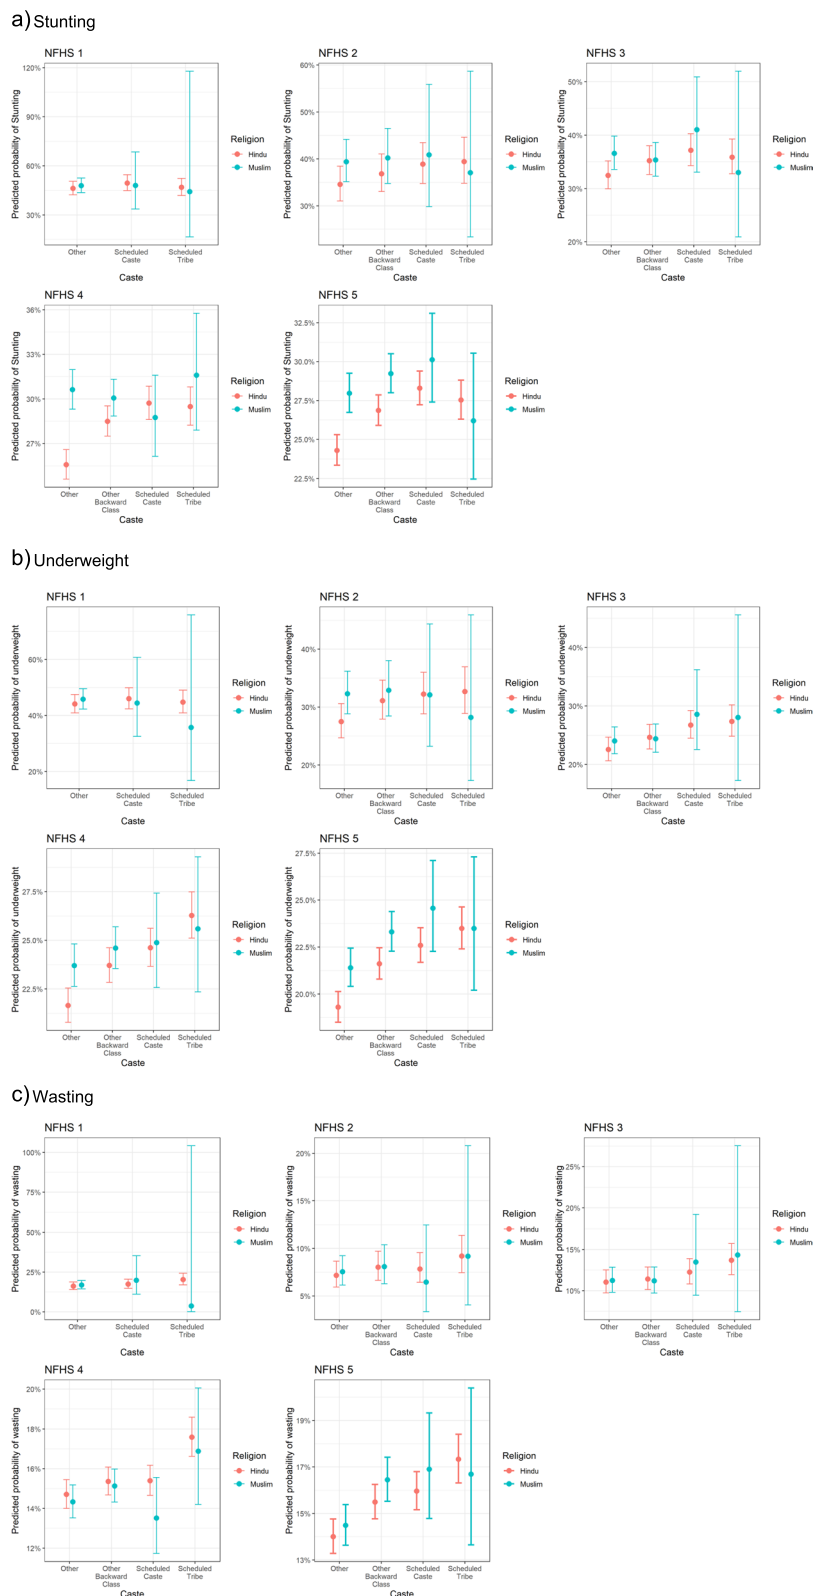 a) Stunting
NFHS 1
Predicted probability of Stunting
120%
90%
60%
30%
Other
Scheduled
Caste
Scheduled
Tribe
Caste
Religion
Hindu
Muslim
NFHS 2
Predicted probability of Stunting
60%
50%
40%
30%
Other
Other
Backward
Class
Scheduled
Caste
Scheduled
Tribe
Caste
Religion
Hindu
Muslim
NFHS 3
Predicted probability of Stunting
50%
40%
30%
20%
Other
Other
Backward
Class
Scheduled
Caste
Scheduled
Tribe
Caste
Religion
Hindu
Muslim
NFHS 4
Predicted probability of Stunting
36%
33%
30%
27%
Other
Other
Backward
Class
Scheduled
Caste
Scheduled
Tribe
Caste
Religion
Hindu
Muslim
NFHS 5
Predicted probability of Stunting
32.5%
30.0%
27.5%
25.0%
22.5%
Other
Other
Backward
Class
Scheduled
Caste
Scheduled
Tribe
Caste
Religion
Hindu
Muslim
b) Underweight
NFHS 1
Predicted probability of underweight
60%
40%
20%
Other
Scheduled
Caste
Scheduled
Tribe
Caste
Religion
Hindu
Muslim
NFHS 2
Predicted probability of underweight
40%
30%
20%
Other
Other
Backward
Class
Scheduled
Caste
Scheduled
Tribe
Caste
Religion
Hindu
Muslim
NFHS 3
Predicted probability of underweight
40%
30%
20%
Other
Other
Backward
Class
Scheduled
Caste
Scheduled
Tribe
Caste
Religion
Hindu
Muslim
NFHS 4
Predicted probability of underweight
27.5%
25.0%
22.5%
Other
Other
Backward
Class
Scheduled
Caste
Scheduled
Tribe
Caste
Religion
Hindu
Muslim
NFHS 5
Predicted probability of underweight
27.5%
25.0%
22.5%
20.0%
Other
Other
Backward
Class
Scheduled
Caste
Scheduled
Tribe
Caste
Religion
Hindu
Muslim
c) Wasting
NFHS 1
Predicted probability of wasting
100%
75%
50%
25%
0%
Other
Scheduled
Caste
Scheduled
Tribe
Caste
Religion
Hindu
Muslim
NFHS 2
Predicted probability of wasting
20%
15%
10%
5%
Other
Other
Backward
Class
Scheduled
Caste
Scheduled
Tribe
Caste
Religion
Hindu
Muslim
NFHS 3
Predicted probability of wasting
25%
20%
15%
10%
Other
Other
Backward
Class
Scheduled
Caste
Scheduled
Tribe
Caste
Religion
Hindu
Muslim
NFHS 4
Predicted probability of wasting
20%
18%
16%
14%
12%
Other
Other
Backward
Class
Scheduled
Caste
Scheduled
Tribe
Caste
Religion
Hindu
Muslim
NFHS 5
Predicted probability of wasting
19%
17%
15%
13%
Other
Other
Backward
Class
Scheduled
Caste
Scheduled
Tribe
Caste
Religion
Hindu
Muslim